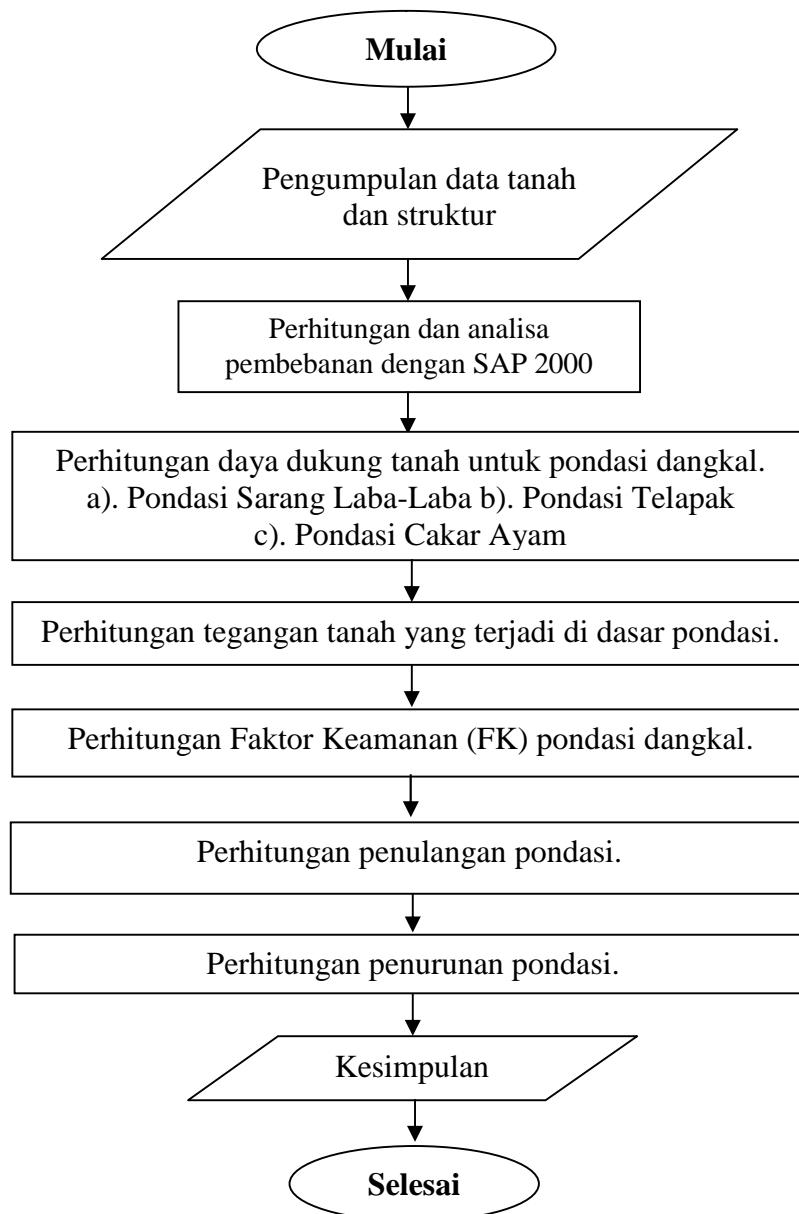 Mulai
Pengumpulan data tanah
dan struktur
Perhitungan dan analisa
pembebanan dengan SAP 2000
Perhitungan daya dukung tanah untuk pondasi dangkal.
a). Pondasi Sarang Laba-Laba b). Pondasi Telapak
c). Pondasi Cakar Ayam
Perhitungan tegangan tanah yang terjadi di dasar pondasi.
Perhitungan Faktor Keamanan (FK) pondasi dangkal.
Perhitungan penulangan pondasi.
Perhitungan penurunan pondasi.
Kesimpulan
Selesai